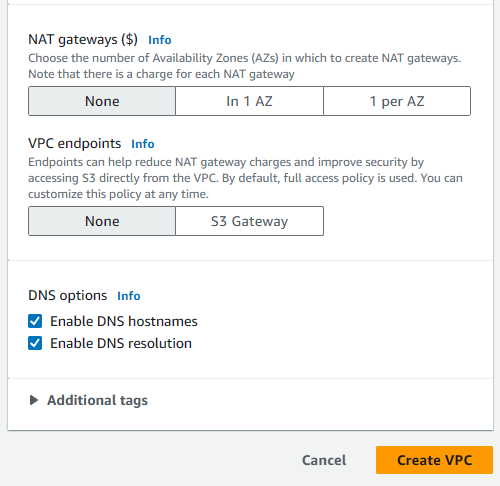 NAT gateways ($) Info
Choose the number of Availability Zones (AZs) in which to create NAT gateways.
Note that there is a charge for each NAT gateway
None In 1 AZ 1 per AZ
VPC endpoints Info
Endpoints can help reduce NAT gateway charges and improve security by
accessing S3 directly from the VPC. By default, full access policy is used. You can
customize this policy at any time.
None S3 Gateway
DNS options Info
Enable DNS hostnames
Enable DNS resolution
Additional tags
Cancel Create VPC